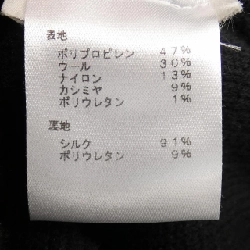 表地
ポリプロピレン 47%
ウール 30%
ナイロン 13%
カシミヤ 9%
ポリウレタン 1%
裏地
シルク 91%
ポリウレタン 9%